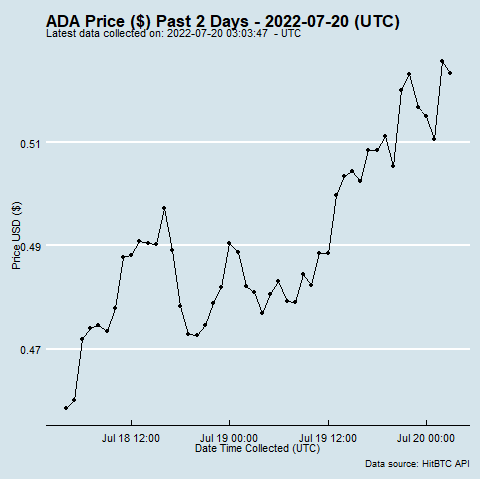 ADA Price ($) Past 2 Days - 2022-07-20 (UTC)
Latest data collected on: 2022-07-20 03:03:47 - UTC
Price USD ($)
0.51
0.49
0.47
Jul 18 12:00
Jul 19 00:00
Jul 19 12:00
Jul 20 00:00
Date Time Collected (UTC)
Data source: HitBTC API